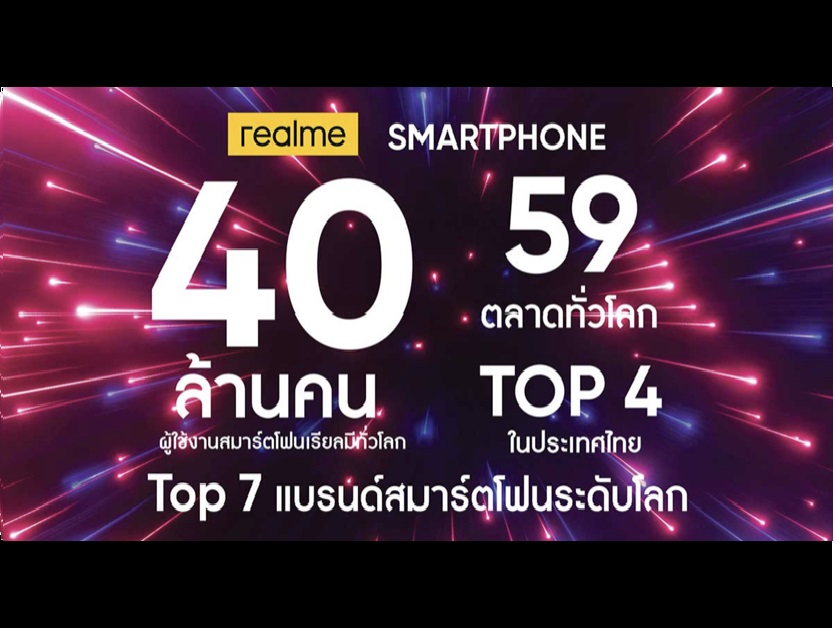 realme SMARTPHONE
40
ล้านคน
ผู้ใช้งานสมาร์ตโฟนเรียลมีทั่วโลก
59
ตลาดทั่วโลก
TOP 4
ในประเทศไทย
Top 7 แบรนด์สมาร์ตโฟนระดับโลก